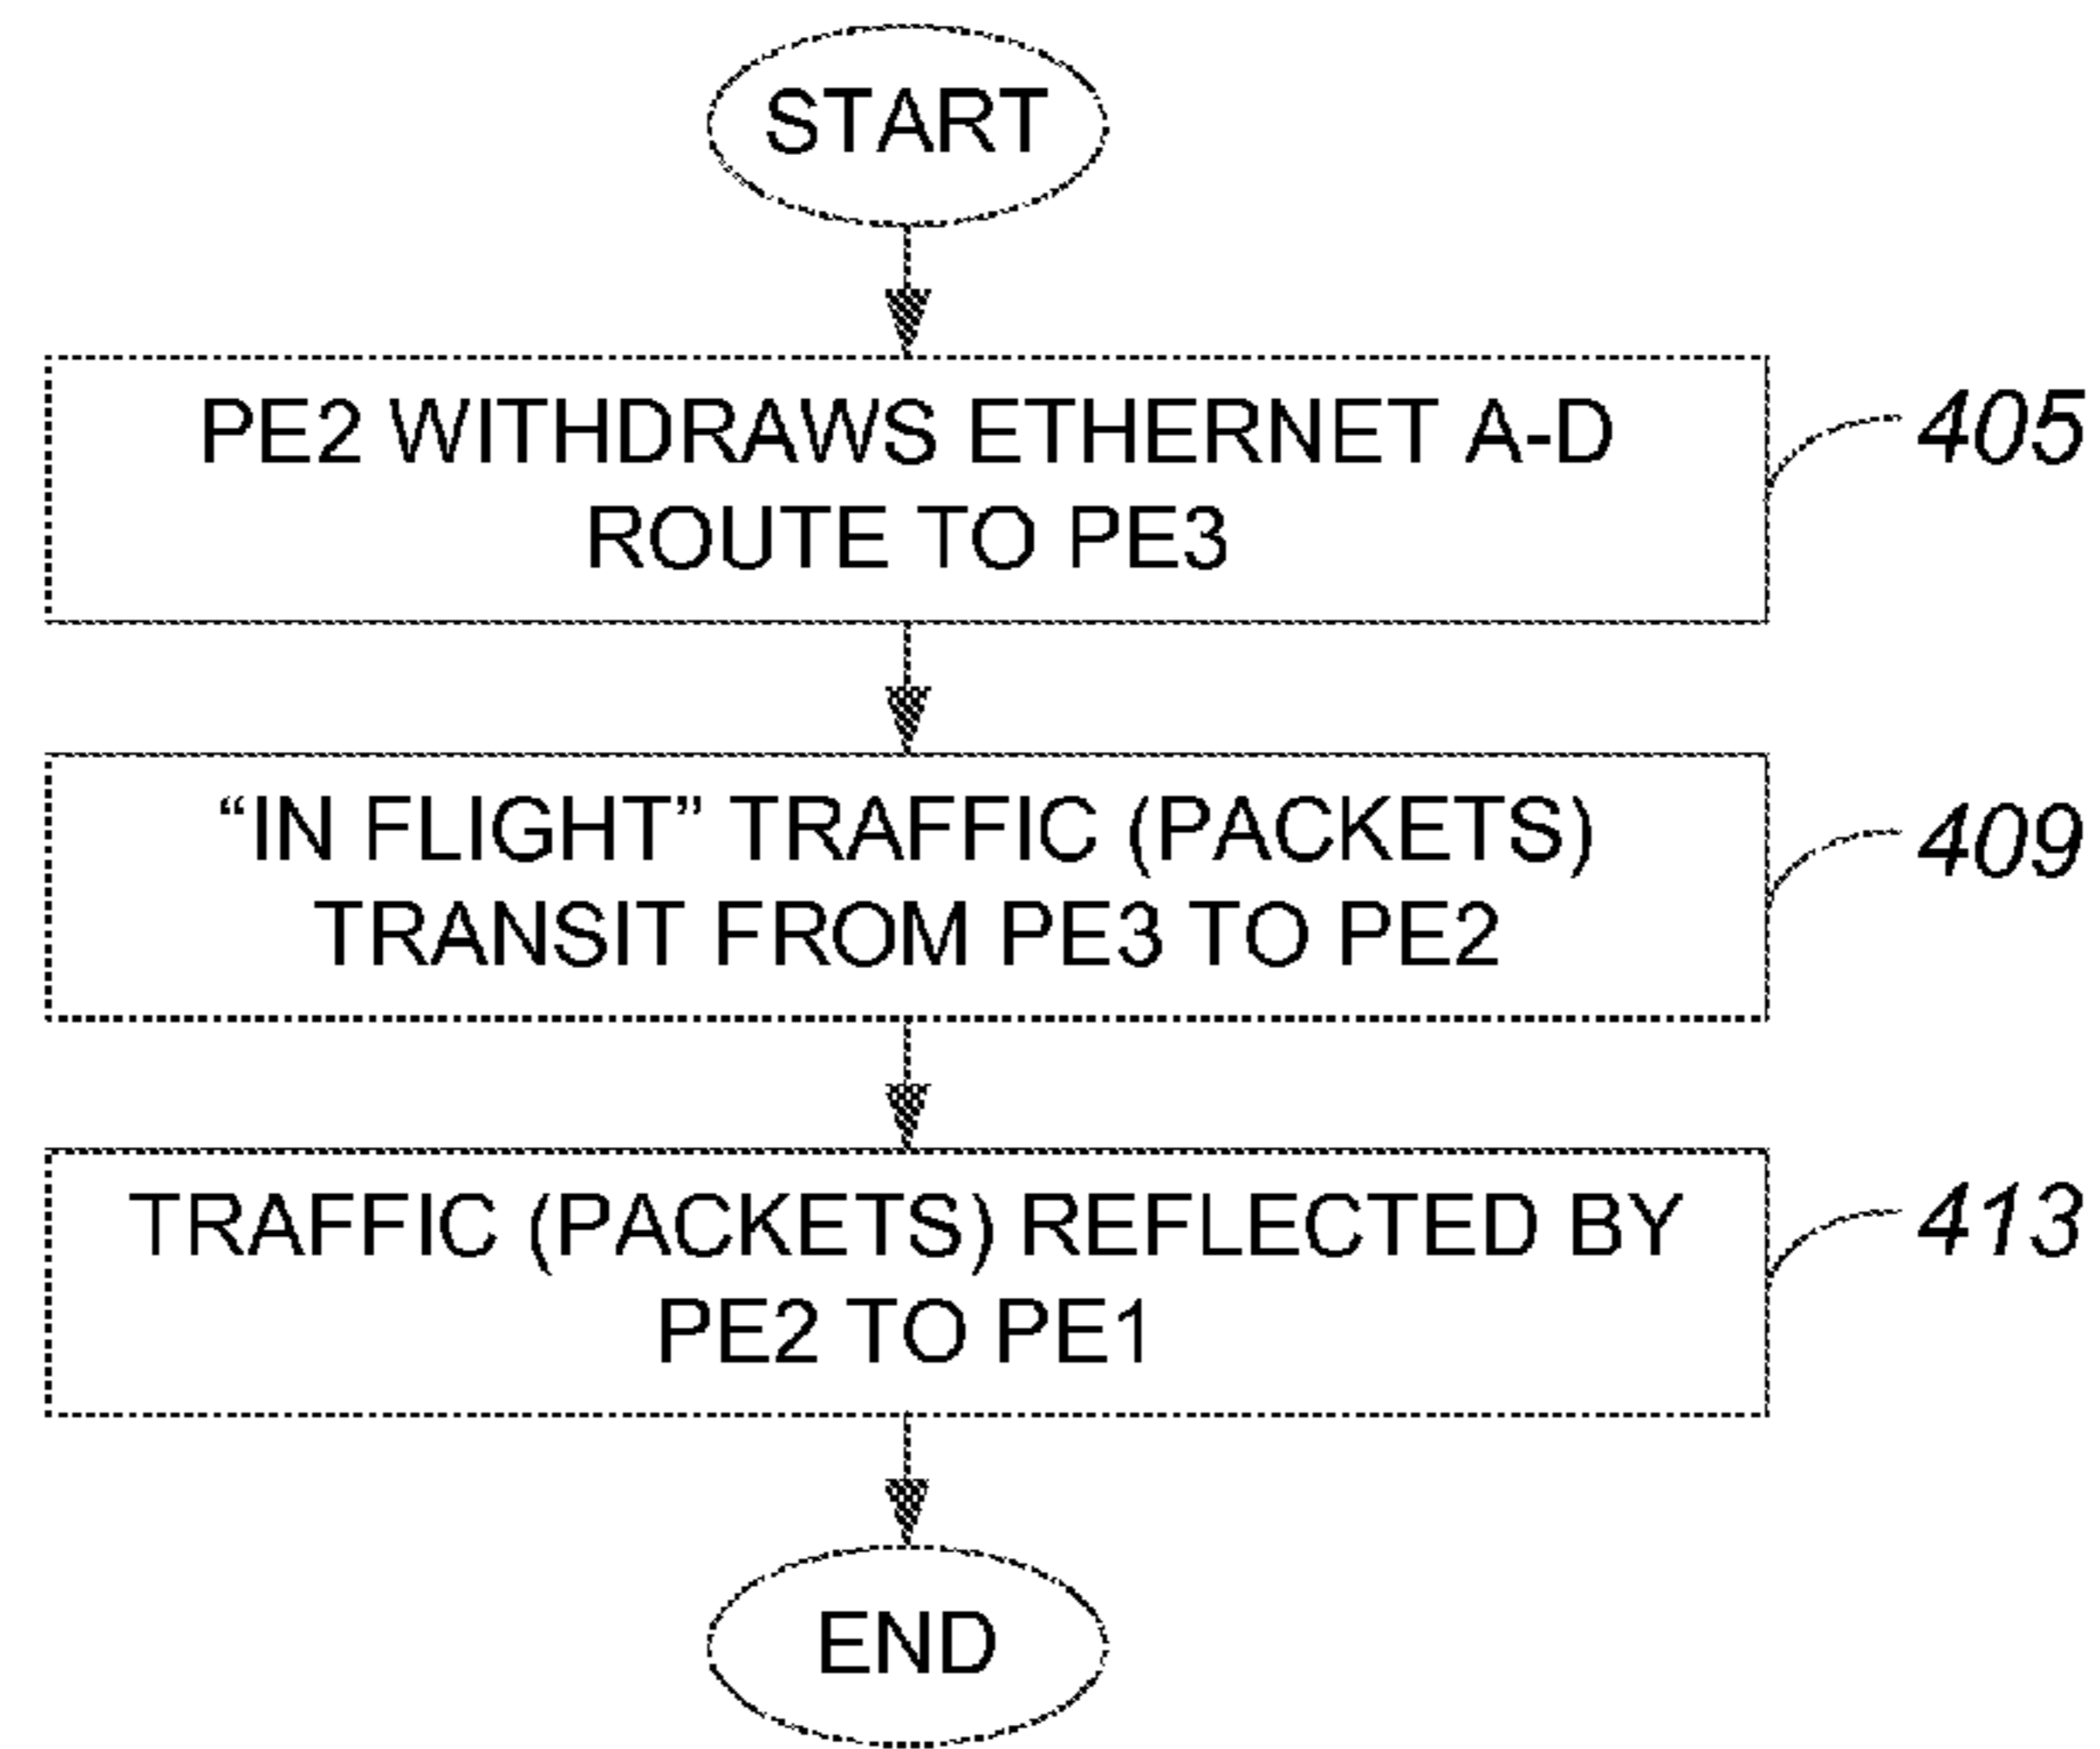 START
PE2 WITHDRAWS ETHERNET A-D
ROUTE TO PE3
405
“IN FLIGHT” TRAFFIC (PACKETS)
TRANSIT FROM PE3 TO PE2
409
TRAFFIC (PACKETS) REFLECTED BY
PE2 TO PE1
413
END